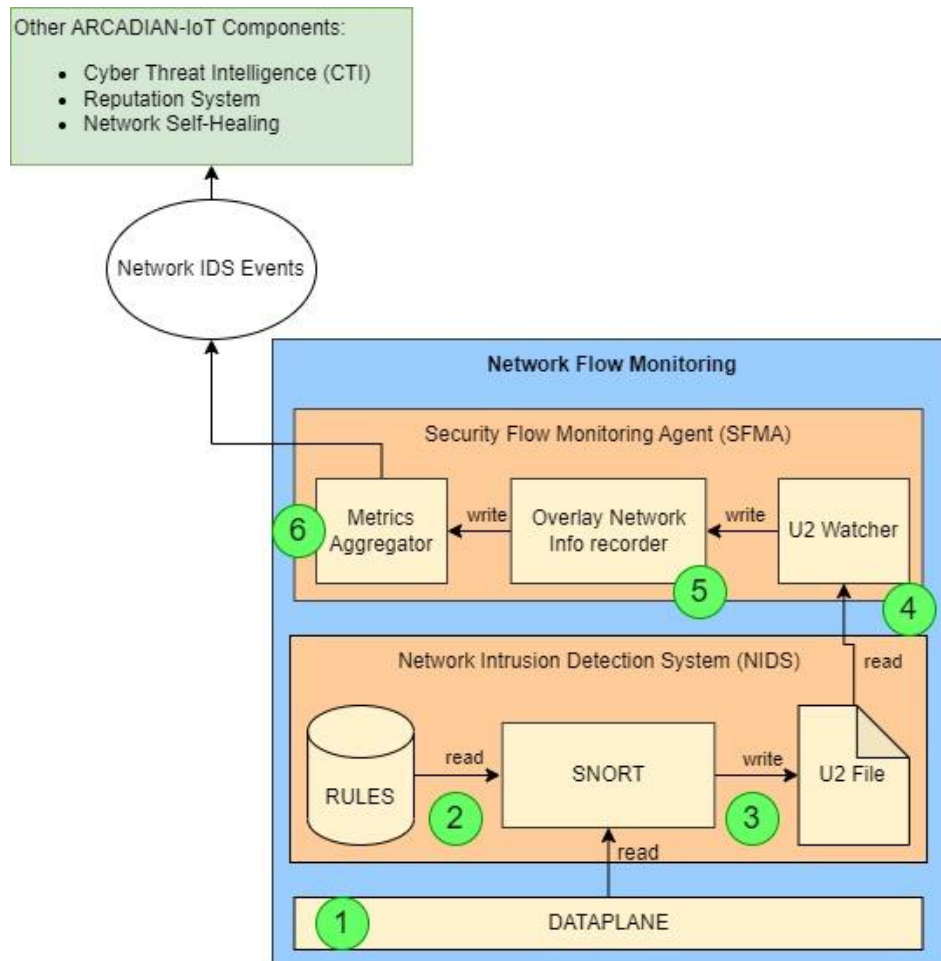 Other ARCADIAN-IoT Components:
• Cyber Threat Intelligence (CTI)
• Reputation System
• Network Self-Healing
Network IDS Events
Network Flow Monitoring
Security Flow Monitoring Agent (SFMA)
6
Metrics
Aggregator
write
Overlay Network
Info recorder
5
write
U2 Watcher
4
read
Network Intrusion Detection System (NIDS)
RULES
read
2
SNORT
write
3
U2 File
read
1
DATAPLANE